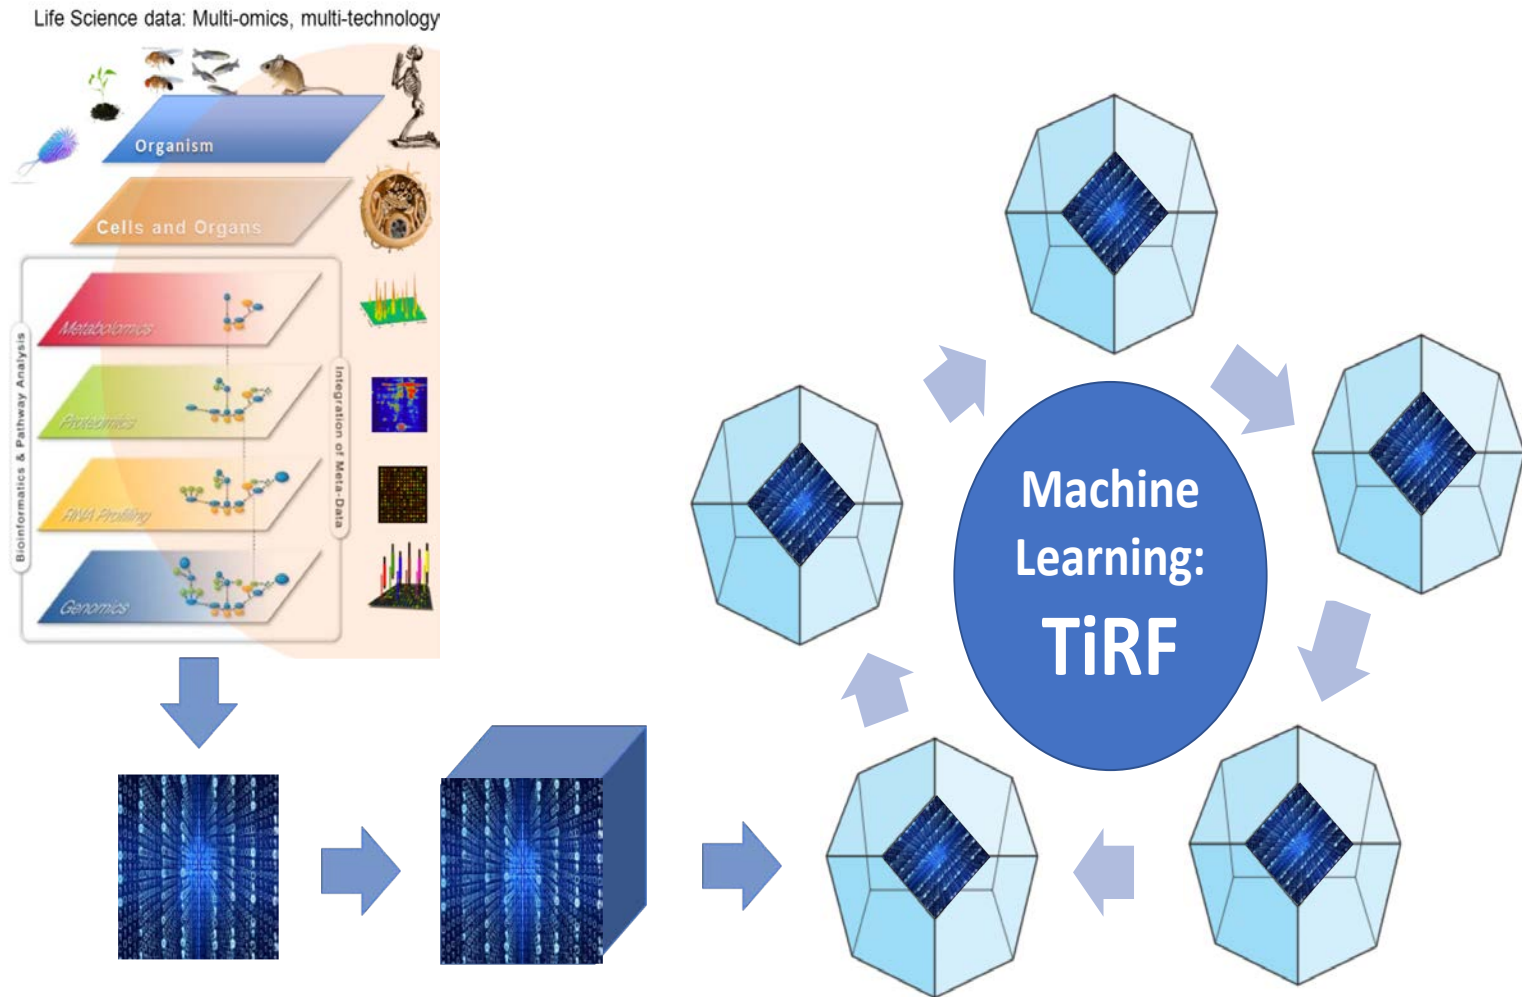 Life Science data: Multi-omics, multi-technology
Organism
Cells and Organs
Metabolomics
Proteomics
RNA Profiling
Genomics
Bioinformatics & Pathway Analysis
Integration of Meta-Data
Machine
Learning:
TiRF